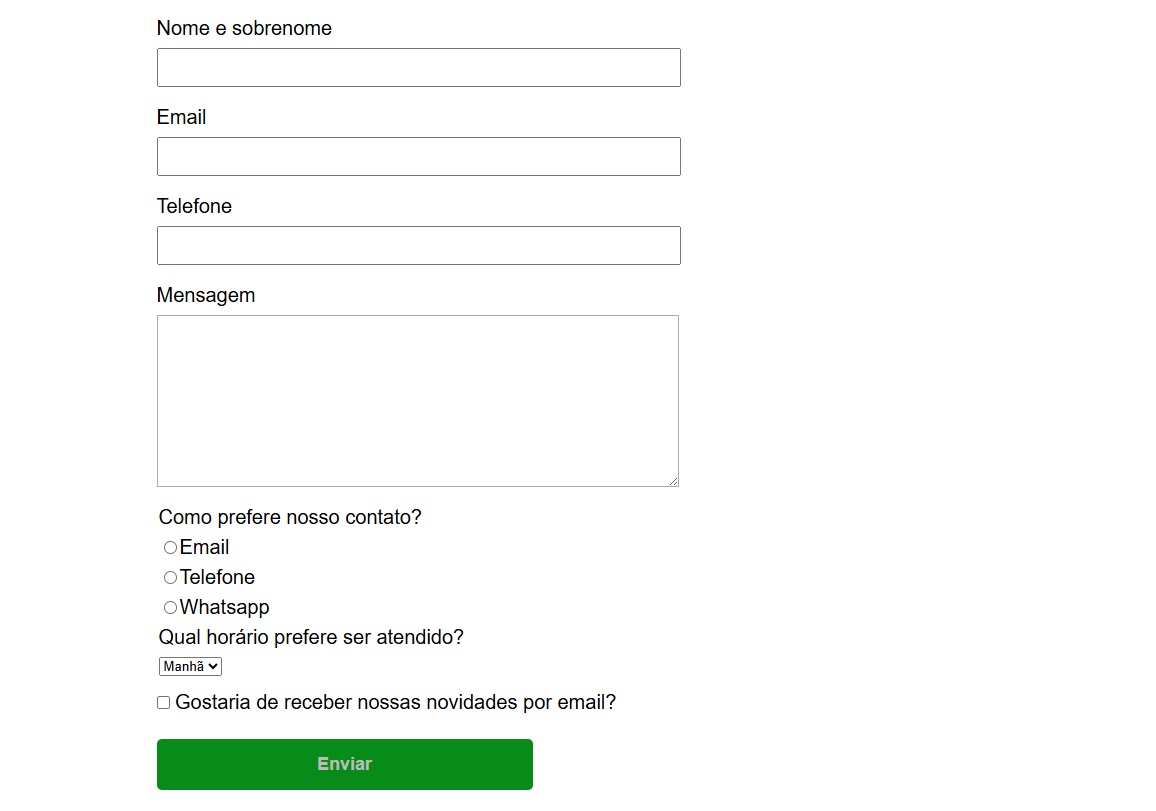 Nome e sobrenome
Email
Telefone
Mensagem
Como prefere nosso contato?
Email
Telefone
Whatsapp
Qual horário prefere ser atendido?
Manhã
Gostaria de receber nossas novidades por email?
Enviar